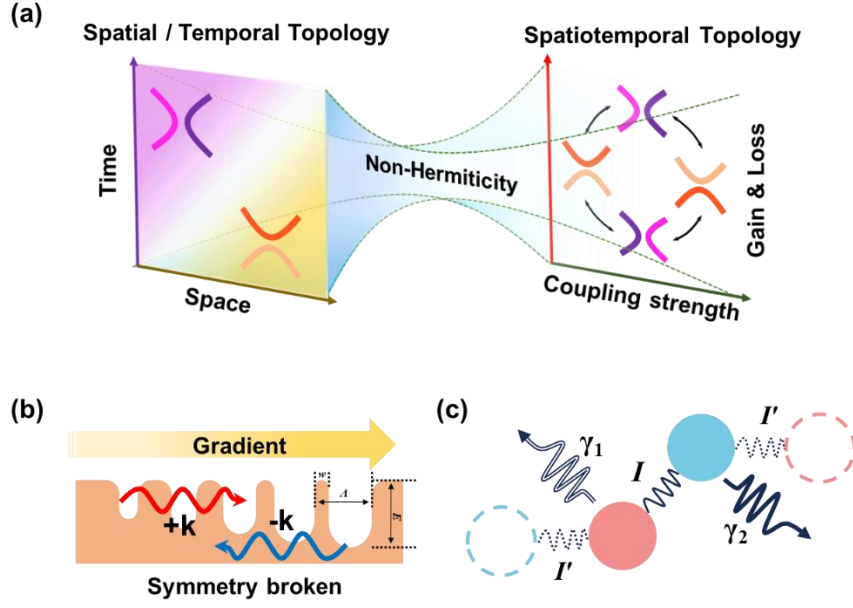 (a)
Spatial / Temporal Topology
Spatiotemporal Topology
Time
Space
Non-Hermiticity
Gain & Loss
Coupling strength
(b)
Gradient
w
Λ
E
+k
-k
Symmetry broken
(c)
γ₁
I
I'
γ₂
I'